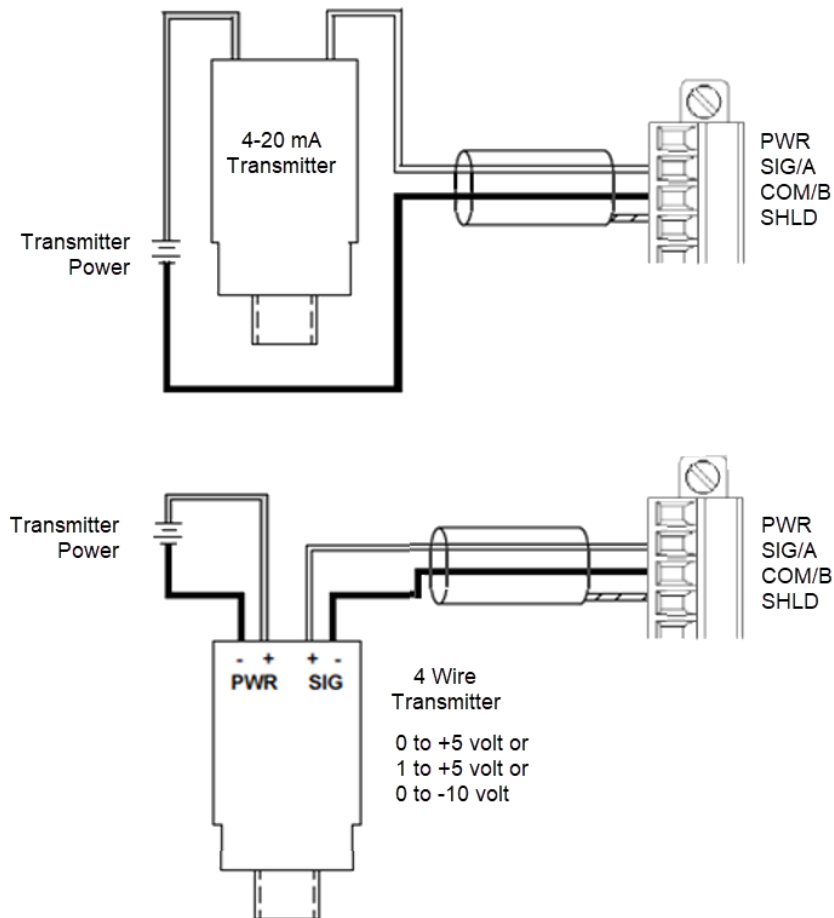 4-20 mA
Transmitter
PWR
SIG/A
COM/B
SHLD
Transmitter
Power
Transmitter
Power
PWR
SIG/A
COM/B
SHLD
- + + -
PWR SIG
4 Wire
Transmitter
0 to +5 volt or
1 to +5 volt or
0 to -10 volt